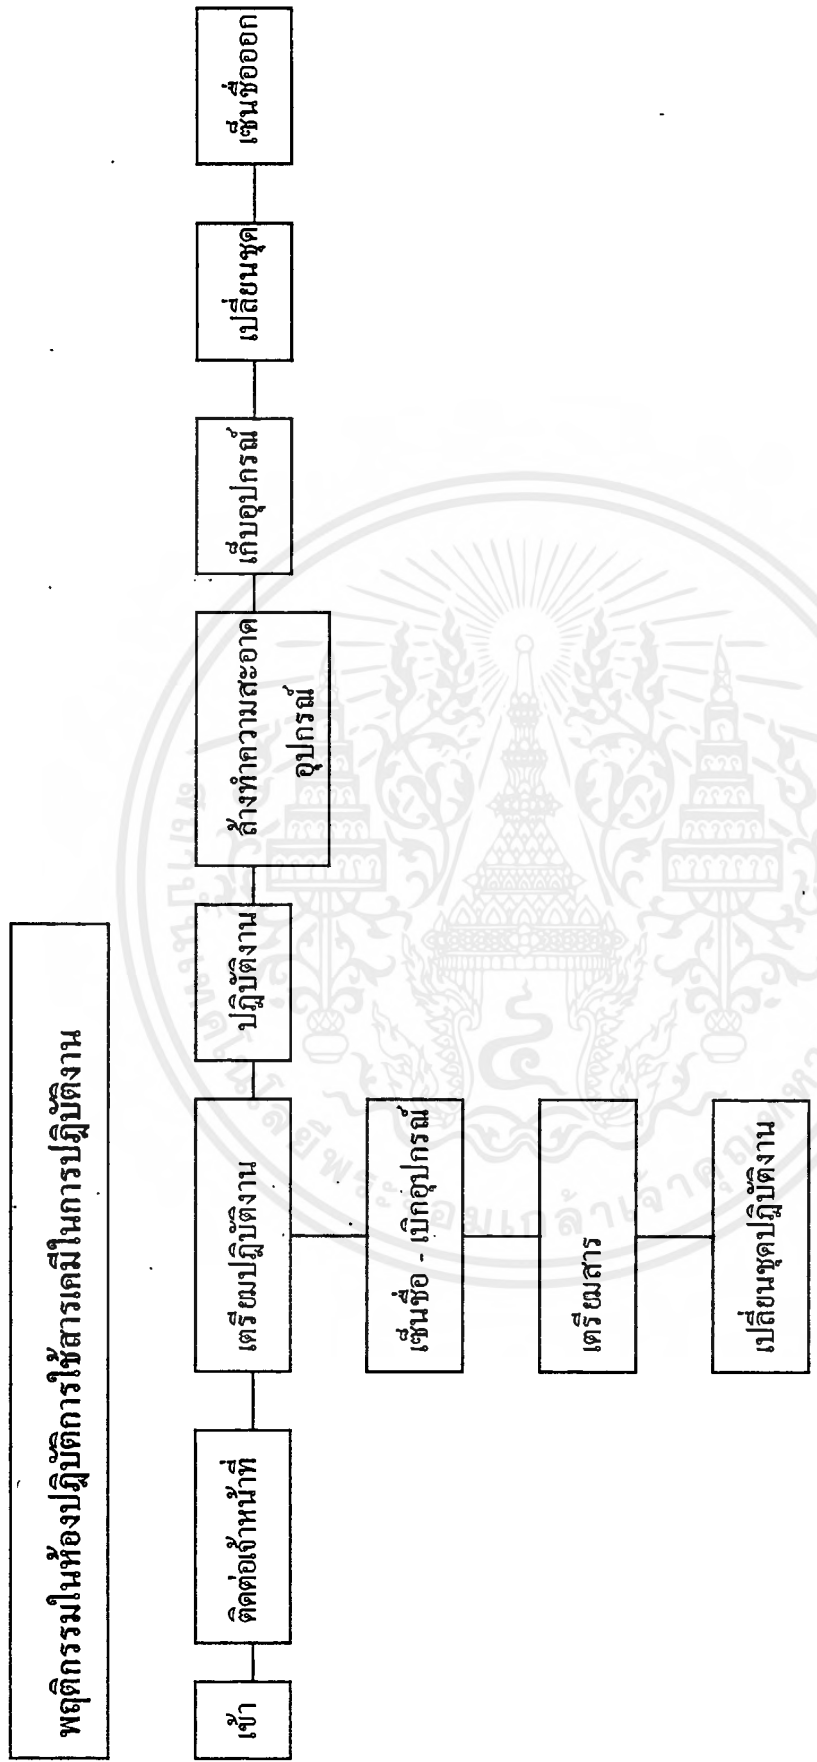 พฤติกรรมในห้องปฏิบัติการใช้สารเคมีในการปฏิบัติงาน
เข้า
ติดต่อเจ้าหน้าที่
เตรียมปฏิบัติงาน
เซ็นชื่อ - เบิกอุปกรณ์
เตรียมสาร
เปลี่ยนชุดปฏิบัติงาน
ปฏิบัติงาน
ล้างทำความสะอาด
อุปกรณ์
เก็บอุปกรณ์
เปลี่ยนชุด
เซ็นชื่อออก